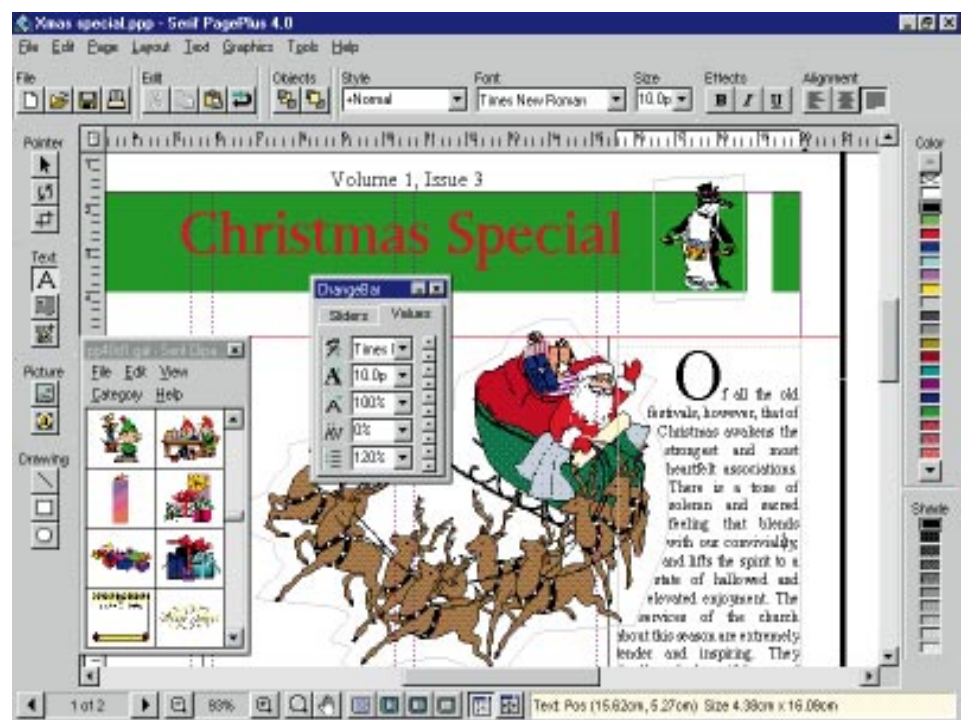 Xmas special.ppp - Serif PagePlus 4.0
File Edit Page Layout Text Graphics Tools Help
File Edit Objects Style Font Size Effects Alignment
+Normal Times New Roman 10.0p B I U
Pointer
Color
Volume 1, Issue 3
Christmas Special
Text
A
ChangeBar
Sliders Values
Times
10.0p
100%
0%
120%
Serif Clips
File Edit View
Category Help
Picture
Drawing
Shade
Of all the old
festivals, however, that of
Christmas awakens the
strongest and most
heartfelt associations.
There is a tone of
solemn and sacred
feeling that blends
with our conviviality,
and lifts the spirit to a
state of hallowed and
elevated enjoyment. The
services of the church
about this season are extremely
tender and inspiring. They
1 of 2 93% Text: Pos (15.62cm, 5.27cm) Size 4.38cm x 16.08cm